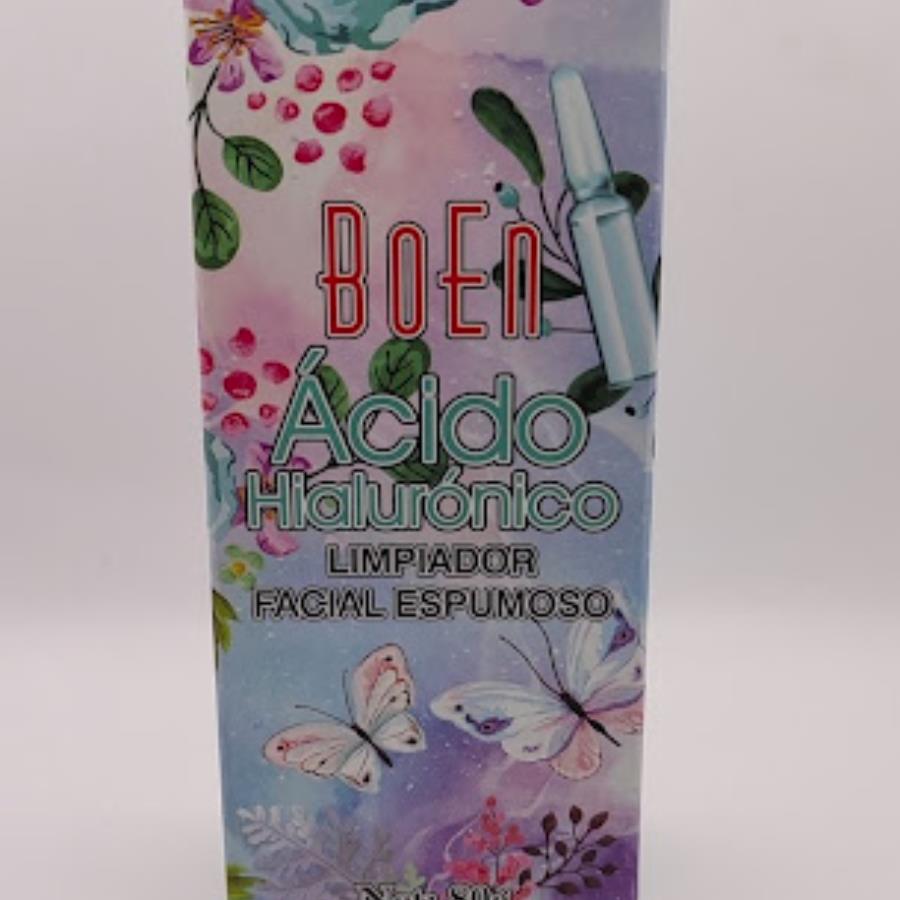 BoEn
Ácido
Hialurónico
LIMPIADOR
FACIAL ESPUMOSO